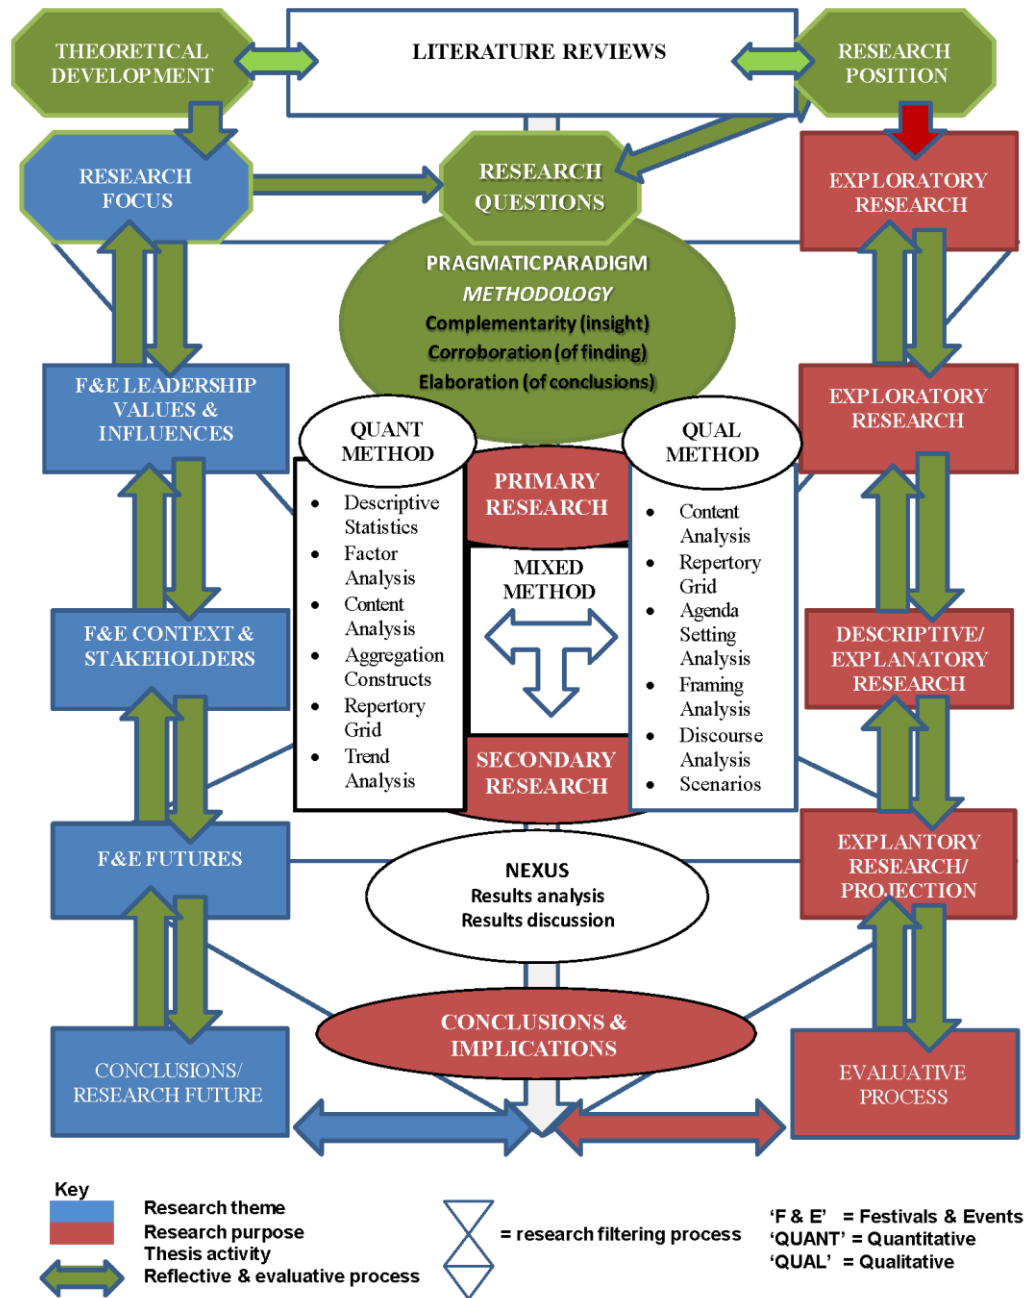 THEORETICAL
DEVELOPMENT
LITERATURE REVIEWS
RESEARCH
POSITION
RESEARCH
FOCUS
RESEARCH
QUESTIONS
EXPLORATORY
RESEARCH
PRAGMATICPARADIGM
METHODOLOGY
Complementarity (insight)
Corroboration (of finding)
Elaboration (of conclusions)
F&E LEADERSHIP
VALUES &
INFLUENCES
QUANT
METHOD
QUAL
METHOD
EXPLORATORY
RESEARCH
PRIMARY
RESEARCH
• Descriptive
Statistics
• Factor
Analysis
• Content
Analysis
• Aggregation
Constructs
• Repertory
Grid
• Trend
Analysis
MIXED
METHOD
• Content
Analysis
• Repertory
Grid
• Agenda
Setting
Analysis
• Framing
Analysis
• Discourse
Analysis
• Scenarios
F&E CONTEXT &
STAKEHOLDERS
DESCRIPTIVE/
EXPLANATORY
RESEARCH
SECONDARY
RESEARCH
F&E FUTURES
NEXUS
Results analysis
Results discussion
EXPLANTORY
RESEARCH/
PROJECTION
CONCLUSIONS &
IMPLICATIONS
CONCLUSIONS/
RESEARCH FUTURE
EVALUATIVE
PROCESS
Key
Research theme
Research purpose
Thesis activity
Reflective & evaluative process
= research filtering process
‘F & E’ = Festivals & Events
‘QUANT’ = Quantitative
‘QUAL’ = Qualitative